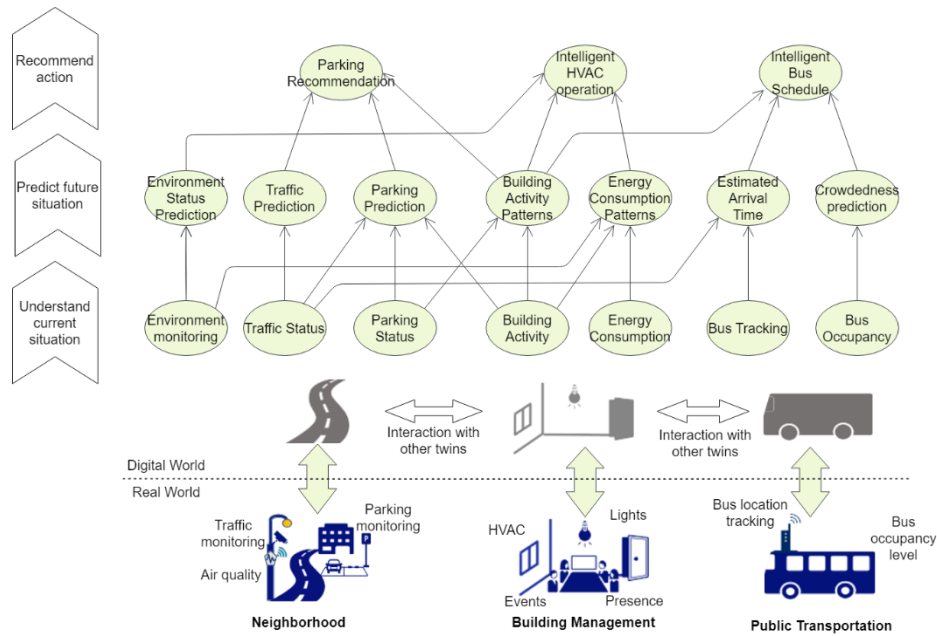 Recommend
action
Parking
Recommendation
Intelligent
HVAC
operation
Intelligent
Bus
Schedule
Predict future
situation
Environment
Status
Prediction
Traffic
Prediction
Parking
Prediction
Building
Activity
Patterns
Energy
Consumption
Patterns
Estimated
Arrival
Time
Crowdedness
prediction
Understand
current
situation
Environment
monitoring
Traffic Status
Parking
Status
Building
Activity
Energy
Consumption
Bus Tracking
Bus
Occupancy
Interaction with
other twins
Interaction with
other twins
Digital World
Real World
Traffic
monitoring
Parking
monitoring
P
Air quality
HVAC
Lights
Events
Presence
Bus location
tracking
Bus
occupancy
level
Neighborhood
Building Management
Public Transportation